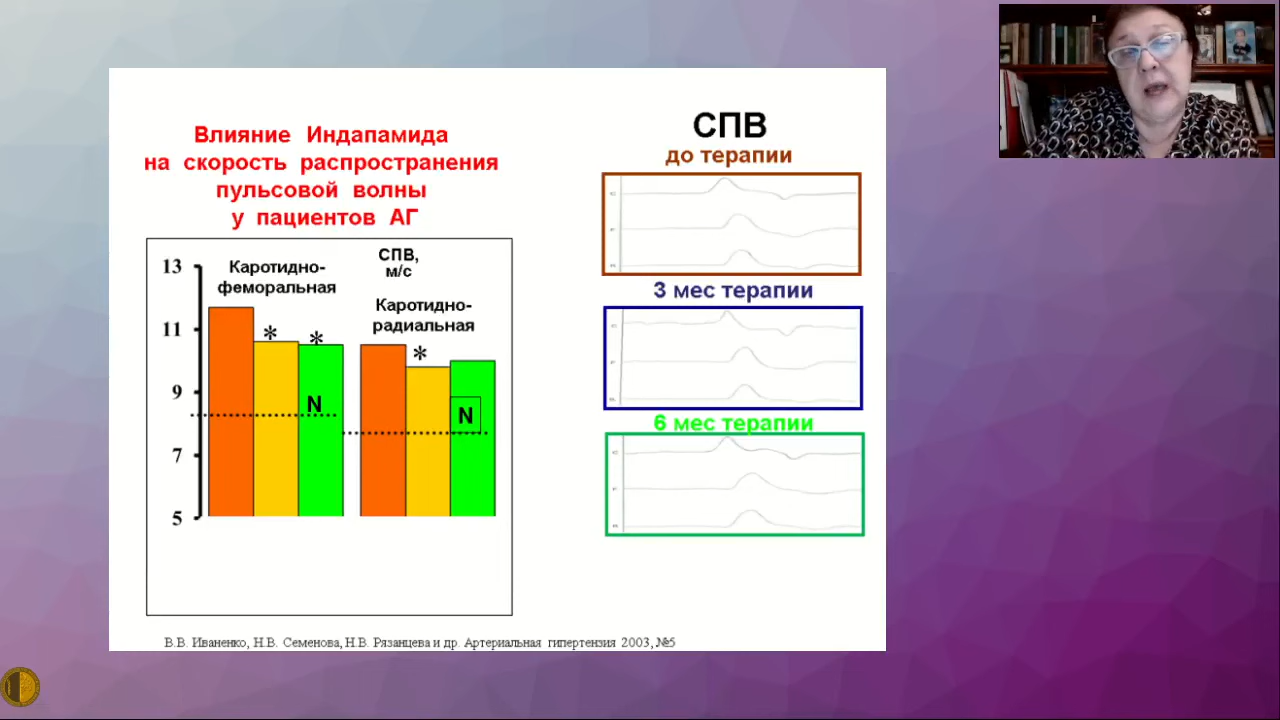 Влияние Индапамида
на скорость распространения
пульсовой волны
у пациентов АГ
13
11
9
7
5
Каротидно-
феморальная
СПВ,
м/с
Каротидно-
радиальная
*
*
*
N
N
СПВ
до терапии
3 мес терапии
6 мес терапии
В.В. Иваненко, Н.В. Семенова, Н.В. Рязанцева и др. Артериальная гипертензия 2003, №5